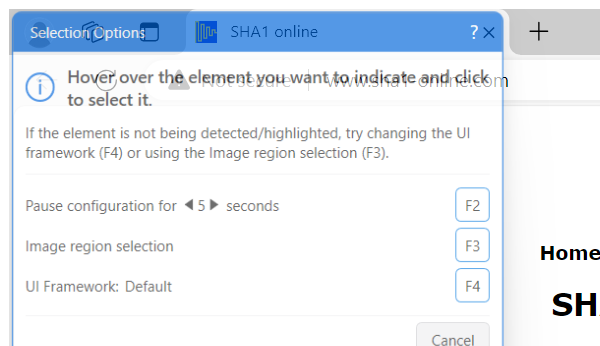 Selection Options
SHA1 online
?
Hover over the element you want to indicate and click
to select it.
Not secure
www.sha1-online.com
If the element is not being detected/highlighted, try changing the UI
framework (F4) or using the Image region selection (F3).
Pause configuration for 5 seconds
F2
Image region selection
F3
Home
UI Framework: Default
F4
SH
Cancel